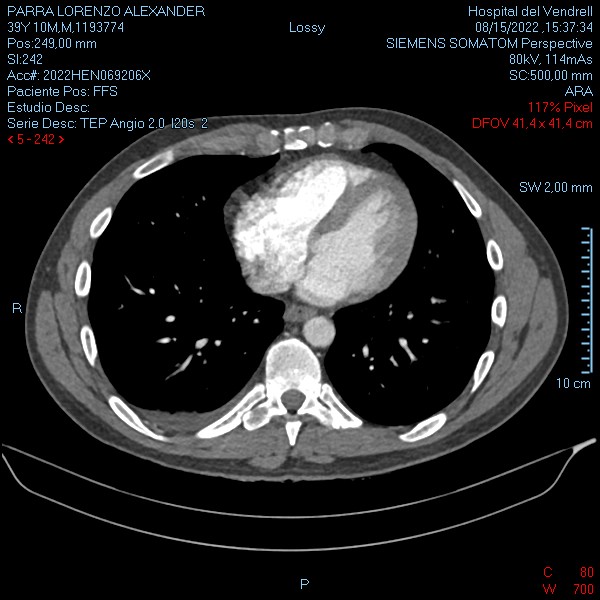 PARRA LORENZO ALEXANDER
39Y 10M,M,1193774
Pos:249,00 mm
SI:242
Acc#: 2022HEN069206X
Paciente Pos: FFS
Estudio Desc:
Serie Desc: TEP Angio 2.0 I20s 2
< 5 - 242 >
Lossy
Hospital del Vendrell
08/15/2022 ,15:37:34
SIEMENS SOMATOM Perspective
80kV, 114mAs
SC:500,00 mm
ARA
117% Pixel
DFOV 41,4 x 41,4 cm
SW 2,00 mm
R
10 cm
P
C 80
W 700